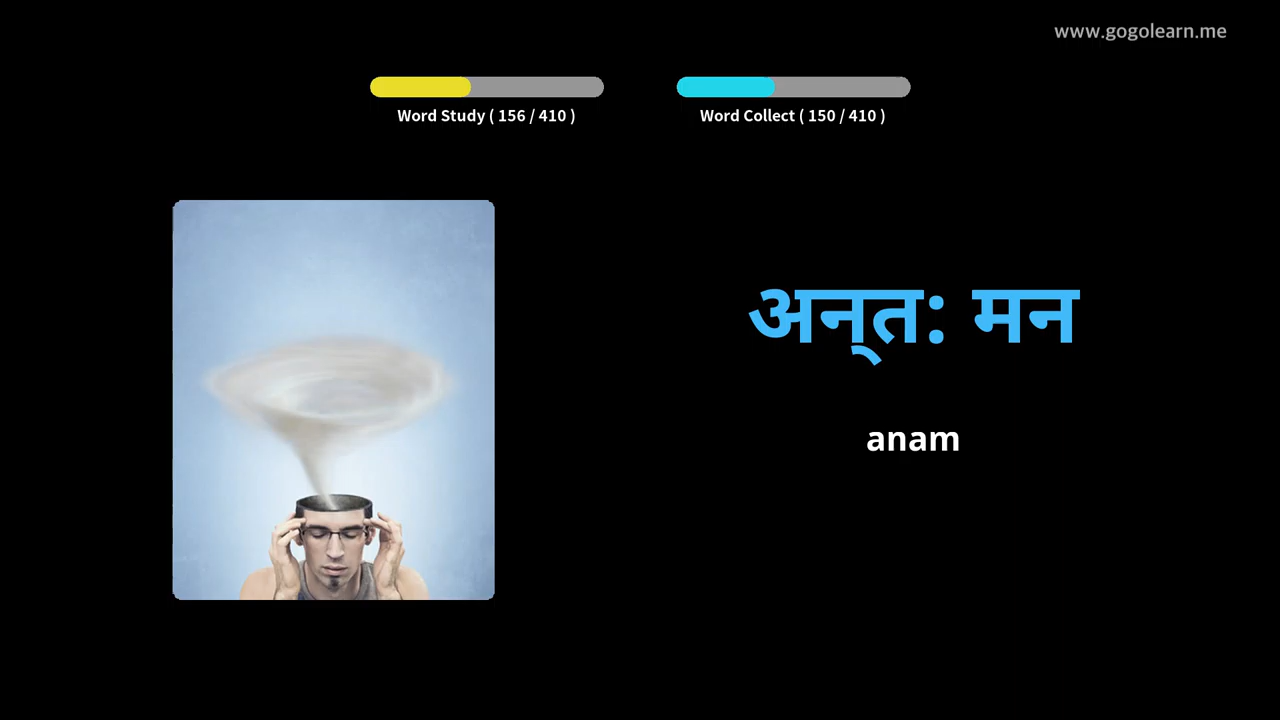 www.gogolearn.me
Word Study ( 156 / 410 )
Word Collect ( 150 / 410 )
अन्‌त: मन
anam